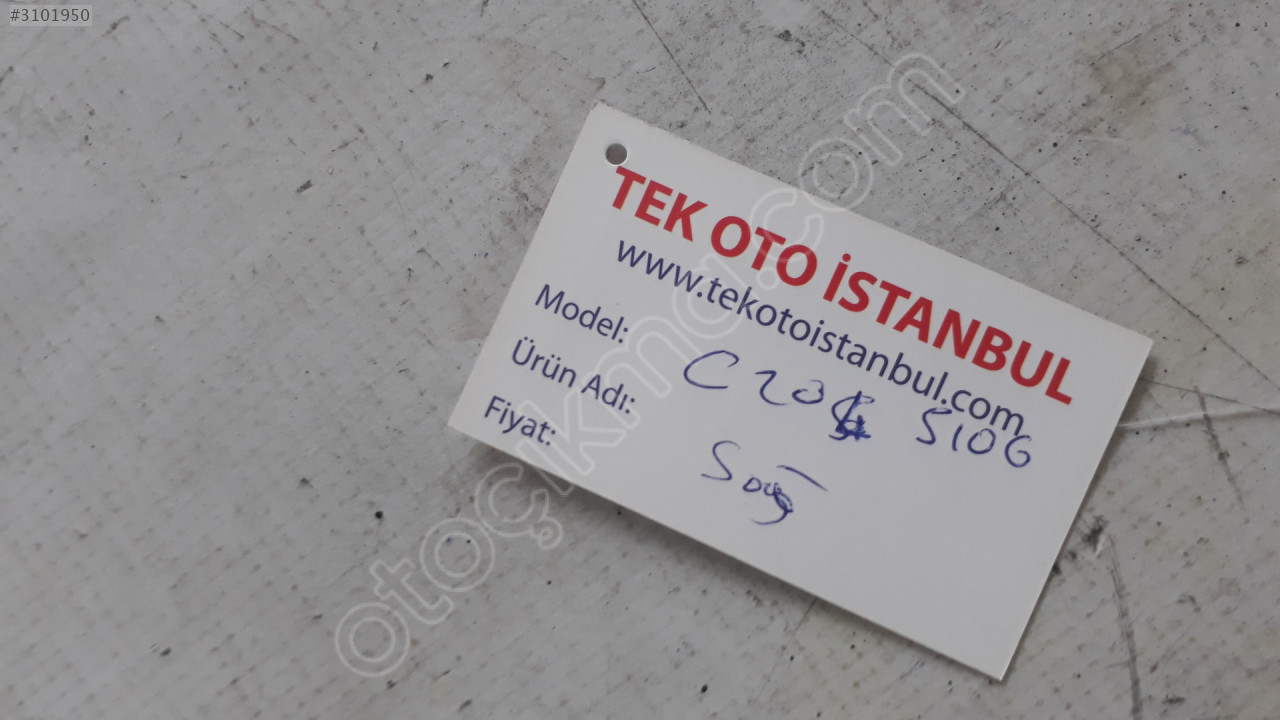 #3101950
TEK OTO İSTANBUL
www.tekotoistanbul.com
Model:
Ürün Adı:
Fiyat:
5106
otoçıkma.com